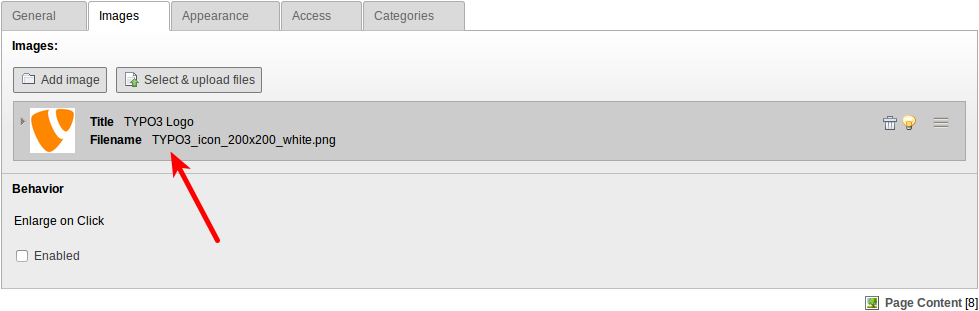 General Images Appearance Access Categories
Images:
Add image Select & upload files
Title TYPO3 Logo
Filename TYPO3_icon_200x200_white.png
Behavior
Enlarge on Click
Enabled
Page Content [8]